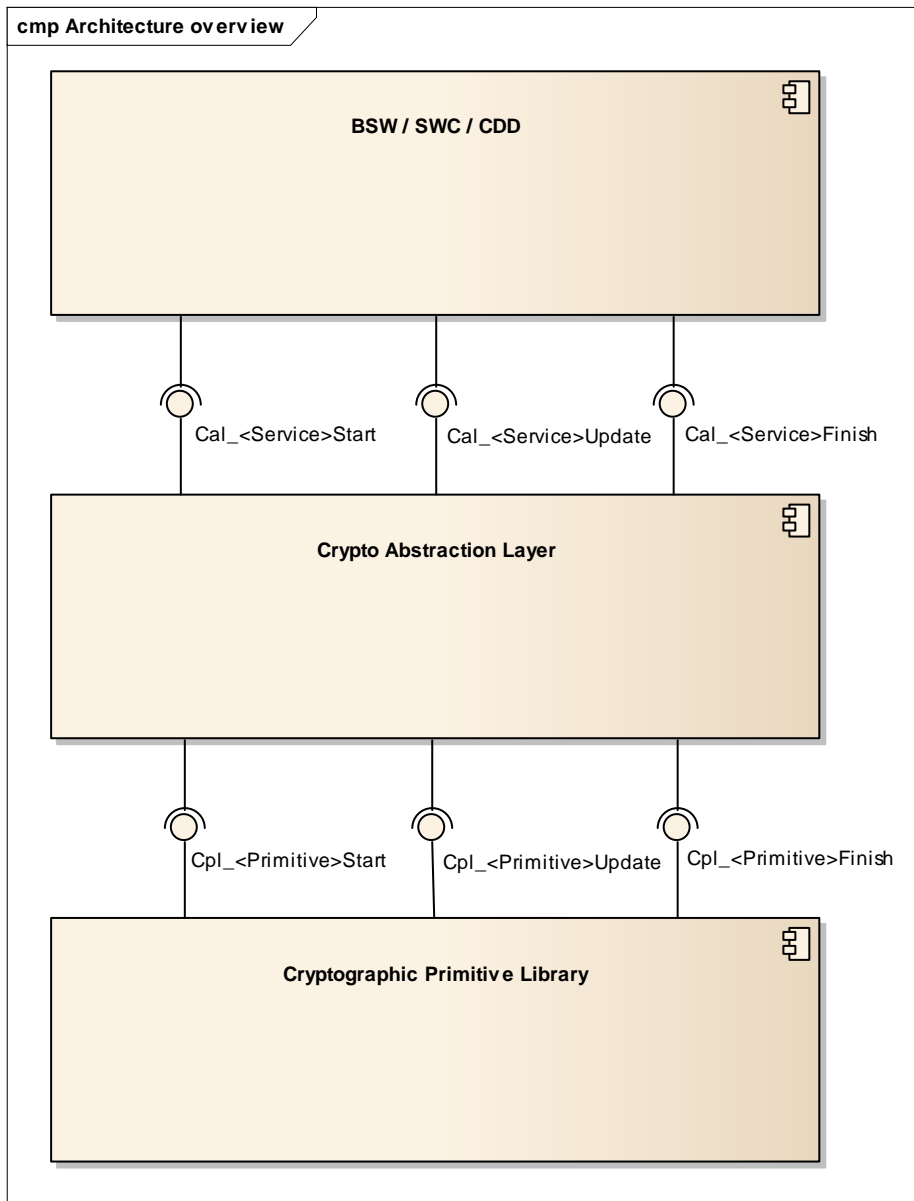 cmp Architecture overview
BSW / SWC / CDD
Cal_<Service>Start
Cal_<Service>Update
Cal_<Service>Finish
Crypto Abstraction Layer
Cpl_<Primitive>Start
Cpl_<Primitive>Update
Cpl_<Primitive>Finish
Cryptographic Primitive Library